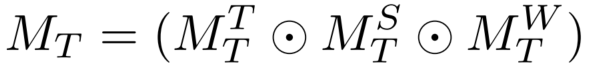 M_T = (M_T^T ⊙ M_T^S ⊙ M_T^W)